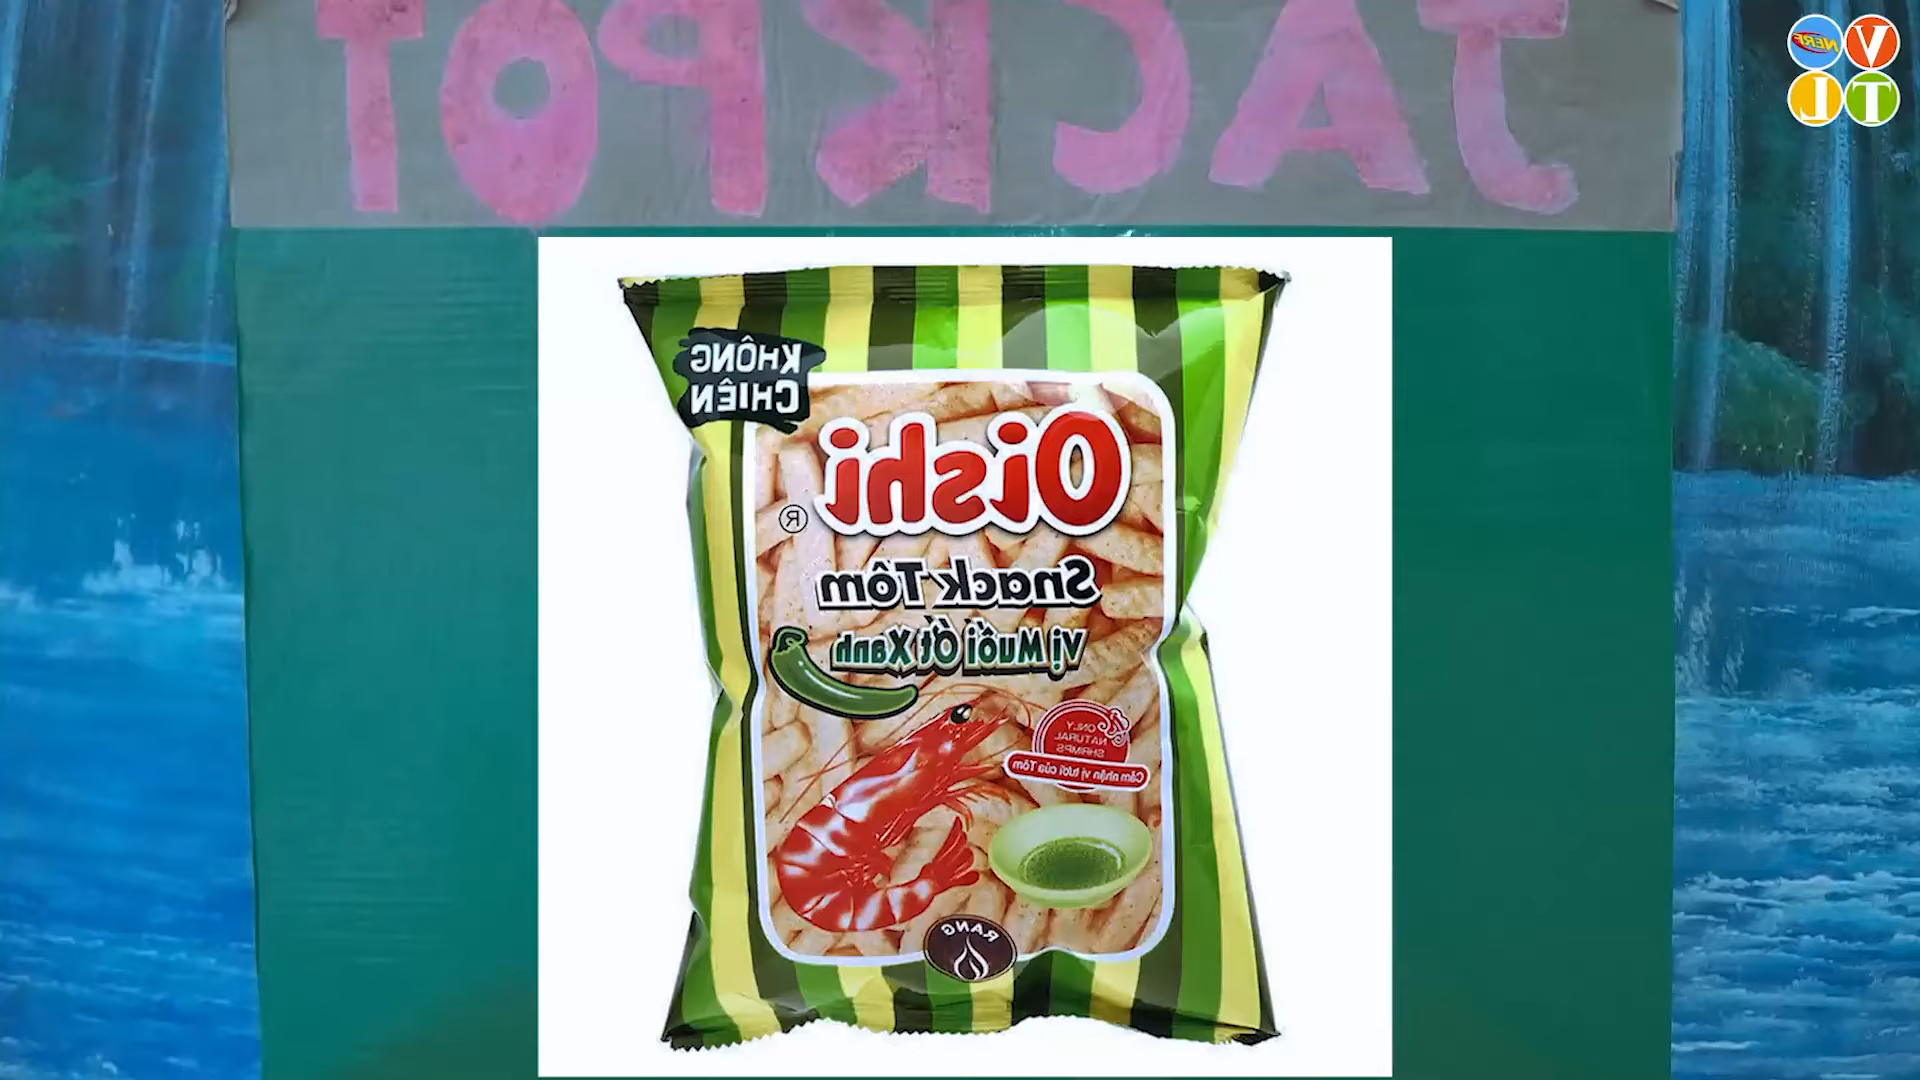 JACKPOT
NERF
V
T
L
KHÔNG
CHIÊN
Oishi
®
Snack Tôm
Vị Muối Ớt Xanh
ONLY
NATURAL
SHRIMPS
Cảm nhận vị tươi của Tôm
RANG